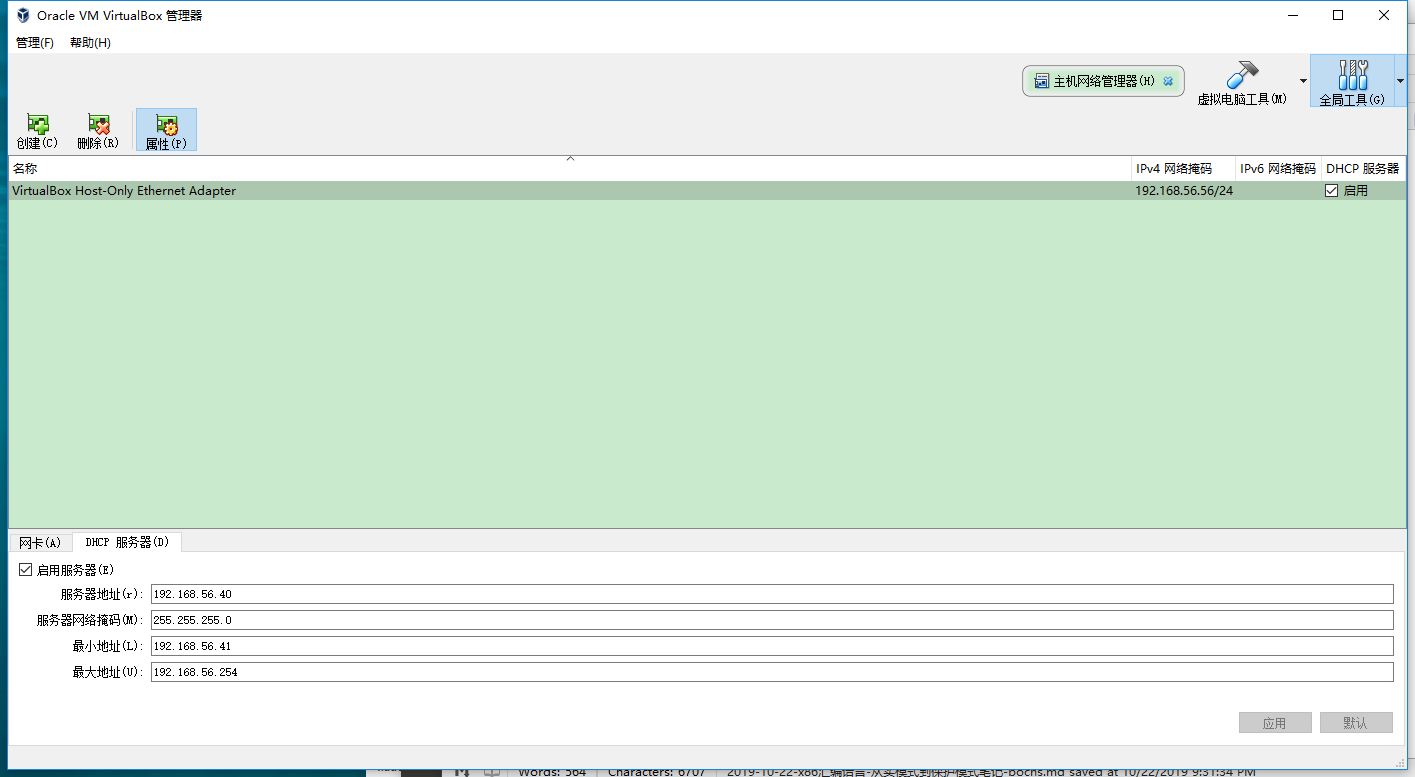 Oracle VM VirtualBox 管理器
管理(F) 帮助(H)
主机网络管理器(H)
虚拟电脑工具(M)
全局工具(G)
创建(C) 删除(R) 属性(P)
名称 IPv4 网络掩码 IPv6 网络掩码 DHCP 服务器
VirtualBox Host-Only Ethernet Adapter 192.168.56.56/24 启用
网卡(A) DHCP 服务器(D)
启用服务器(E)
服务器地址(r): 192.168.56.40
服务器网络掩码(M): 255.255.255.0
最小地址(L): 192.168.56.41
最大地址(U): 192.168.56.254
应用 默认
Words: 564 Characters: 6707 2019-10-22-x86汇编语言-从实模式到保护模式笔记-bochs.md saved at 10/22/2019 9:31:34 PM